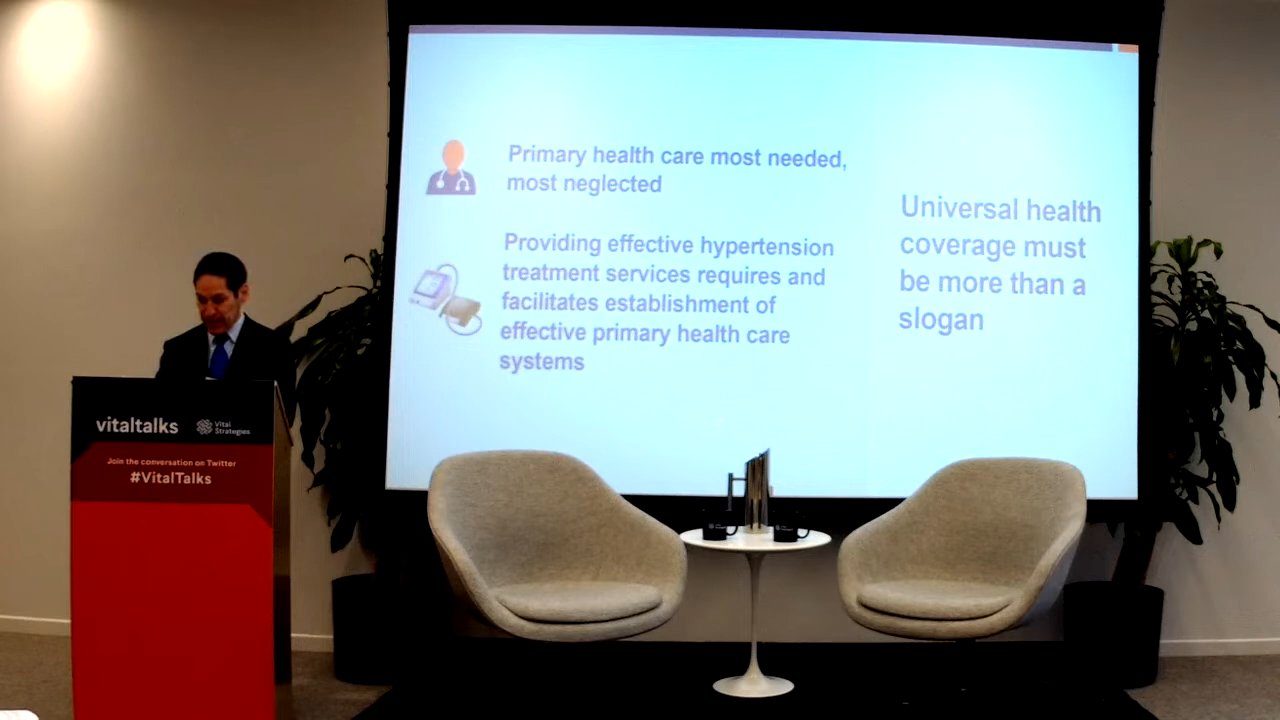 Primary health care most needed,
most neglected
Providing effective hypertension
treatment services requires and
facilitates establishment of
effective primary health care
systems
Universal health
coverage must
be more than a
slogan
vitaltalks
Vital
Strategies
Join the conversation on Twitter
#VitalTalks